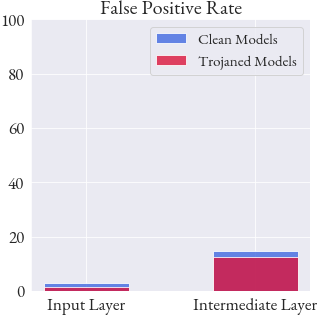 False Positive Rate
100
Clean Models
Trojaned Models
80
60
40
20
0
Input Layer
Intermediate Layer